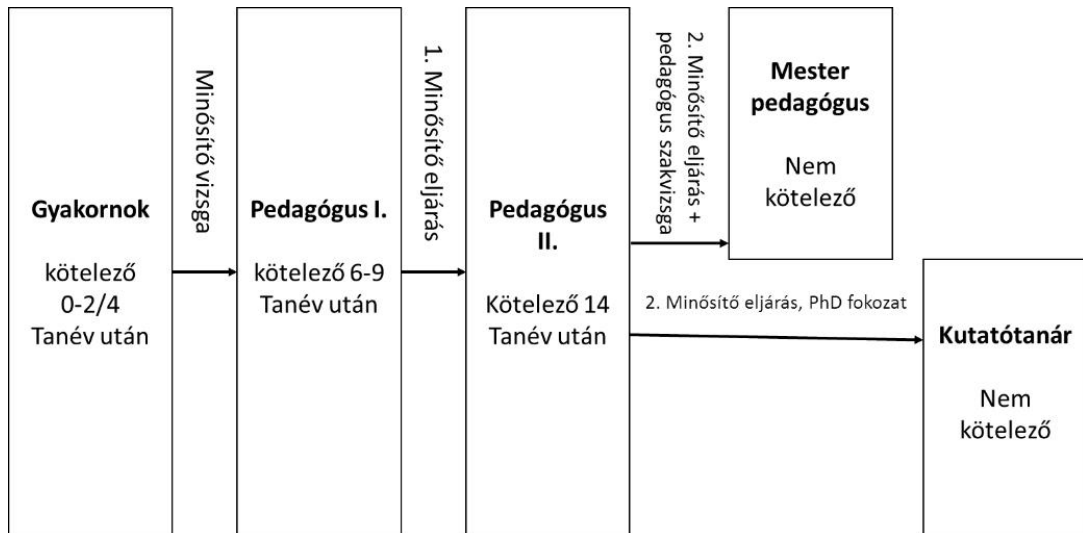 Gyakornok
kötelező
0-2/4
Tanév után
Minősítő vizsga
Pedagógus I.
kötelező 6-9
Tanév után
1. Minősítő eljárás
Pedagógus
II.
Kötelező 14
Tanév után
2. Minősítő eljárás +
pedagógus szakvizsga
Mester
pedagógus
Nem
kötelező
2. Minősítő eljárás, PhD fokozat
Kutatótanár
Nem
kötelező